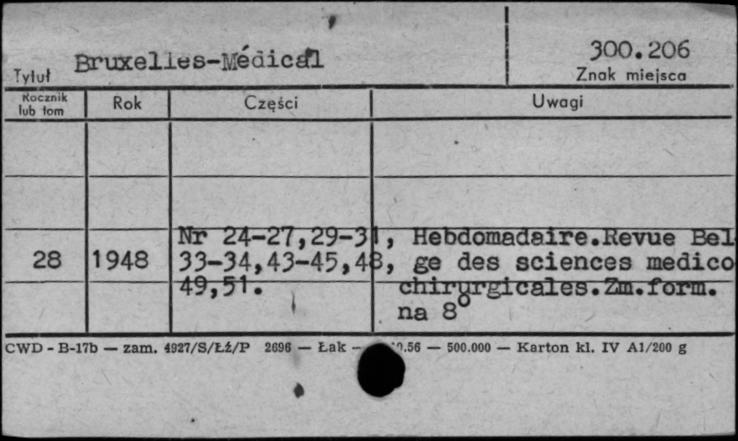 Bruxelles-Médical
300.206
Tytuł
Znak miejsca
Rocznik lub tom
Rok
Części
Uwagi
28
1948
Nr 24-27,29-31,
33-34,43-45,48,
49,51.
Hebdomadaire.Revue Bel
ge des sciences medico
chirurgicales.Zm.form.
na 8º
CWD - B-17b — zam. 4927/S/Łź/P 2696 — Łak — .56 — 500.000 — Karton kl. IV A1/200 g